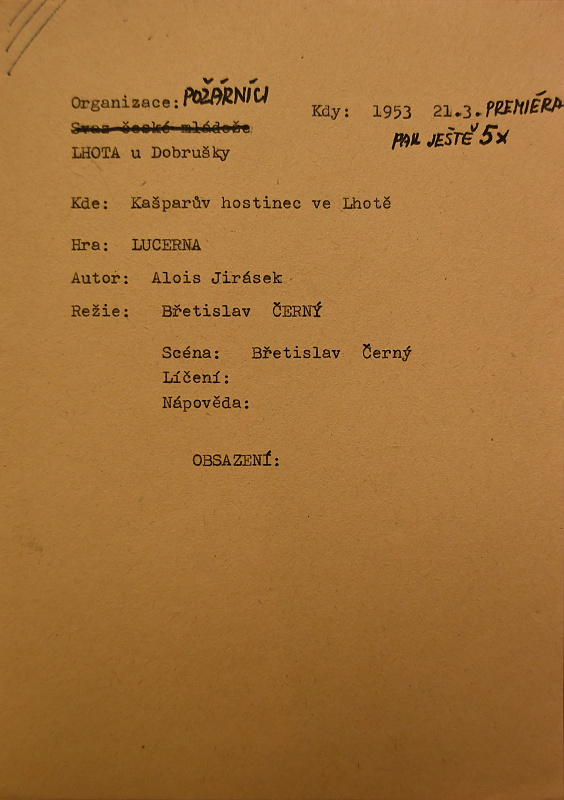 Organizace: POŽÁRNÍCI
Kdy: 1953 21.3. PREMIÉRA
Svaz české mládeže
PAK JEŠTĚ 5x
LHOTA u Dobrušky
Kde: Kašparův hostinec ve Lhotě
Hra: LUCERNA
Autor: Alois Jirásek
Režie: Břetislav ČERNÝ
Scéna: Břetislav Černý
Líčení:
Nápověda:
OBSAZENÍ: